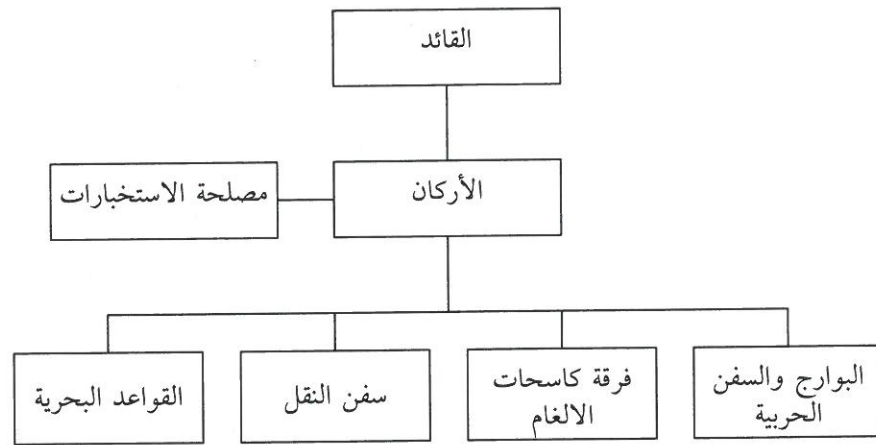 القائد
الأركان
مصلحة الاستخبارات
البوارج والسفن
الحربية
فرقة كاسحات
الالغام
سفن النقل
القواعد البحرية